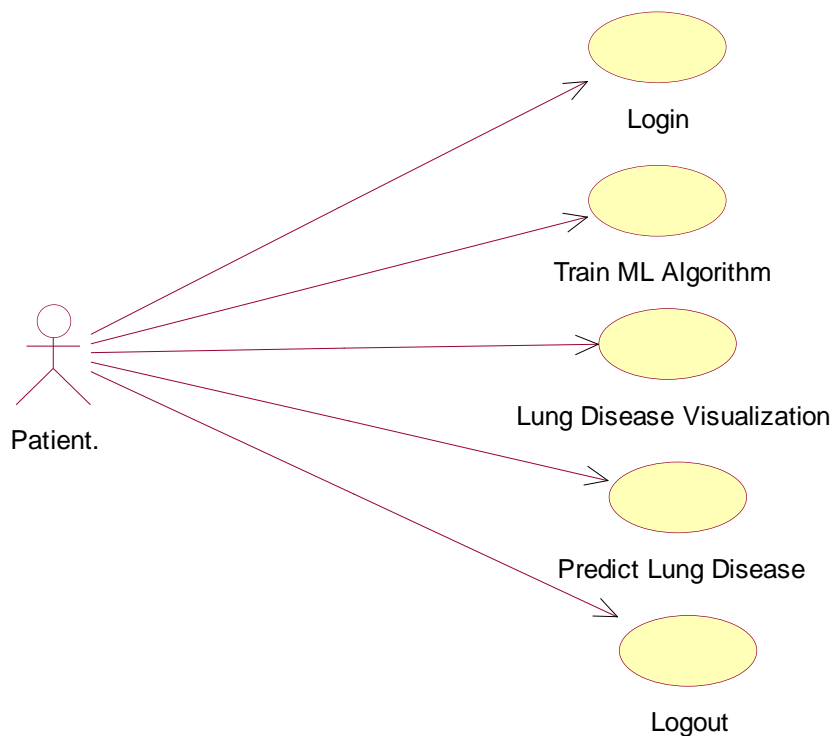 Login
Train ML Algorithm
Lung Disease Visualization
Patient.
Predict Lung Disease
Logout